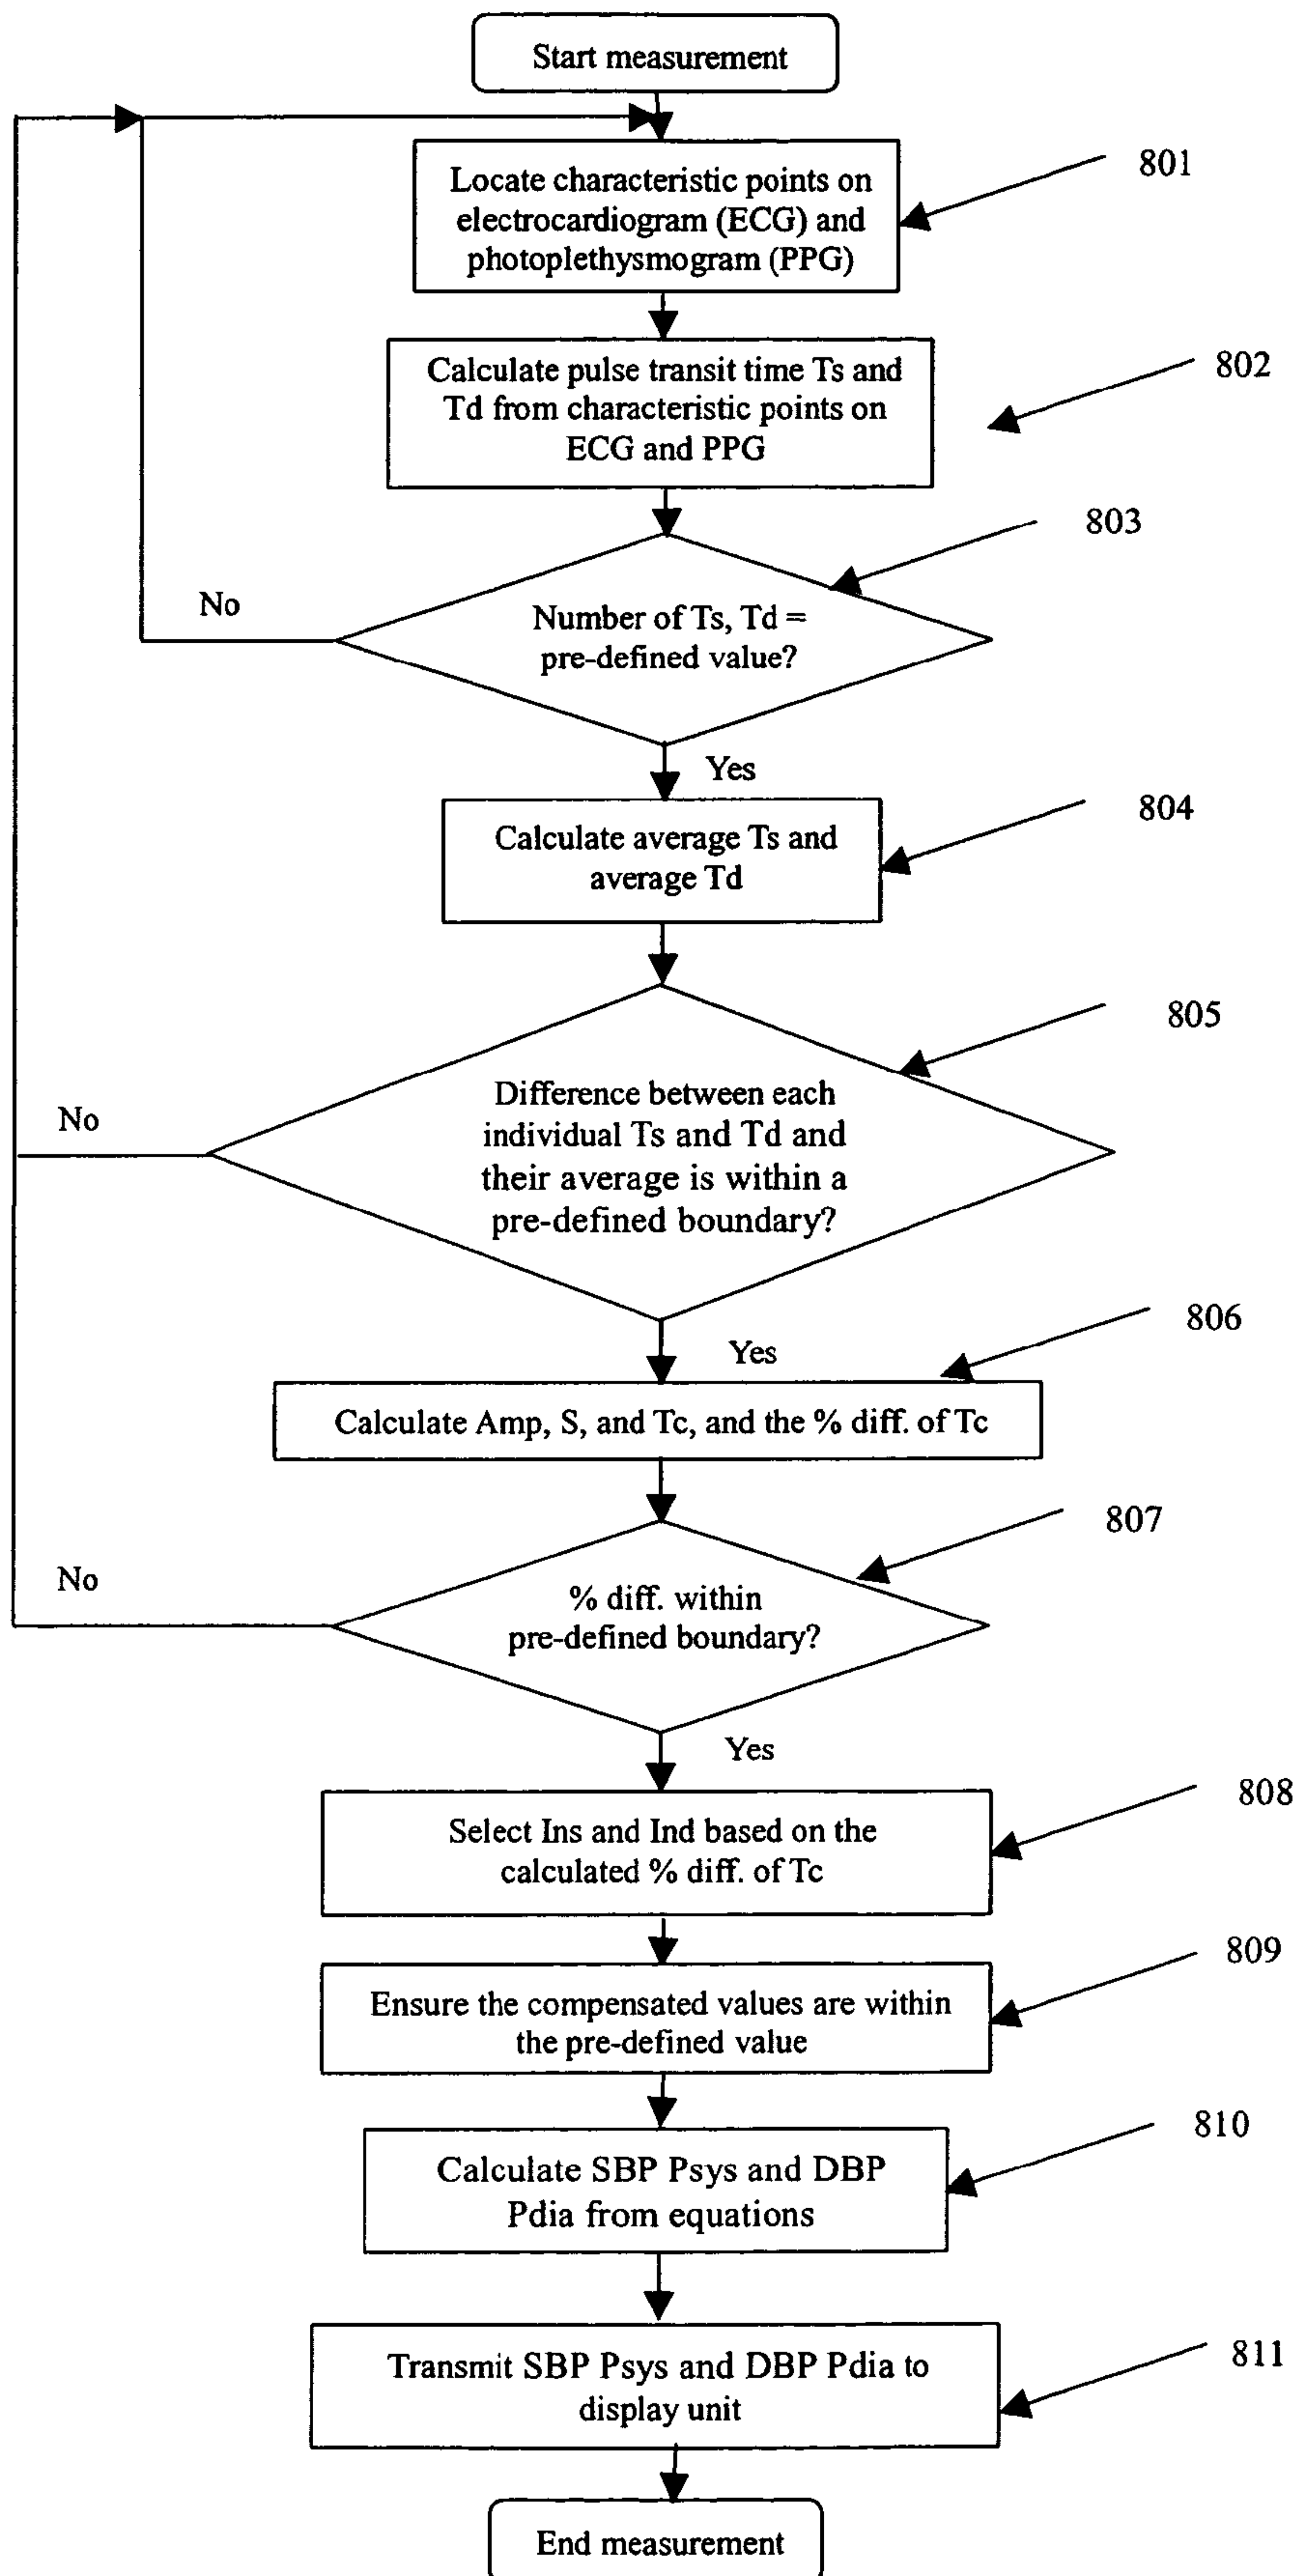 Start measurement
801
Locate characteristic points on
electrocardiogram (ECG) and
photoplethysmogram (PPG)
802
Calculate pulse transit time Ts and
Td from characteristic points on
ECG and PPG
803
No
Number of Ts, Td =
pre-defined value?
Yes
804
Calculate average Ts and
average Td
805
No
Difference between each
individual Ts and Td and
their average is within a
pre-defined boundary?
806
Yes
Calculate Amp, S, and Tc, and the % diff. of Tc
807
No
% diff. within
pre-defined boundary?
Yes
808
Select Ins and Ind based on the
calculated % diff. of Tc
809
Ensure the compensated values are within
the pre-defined value
810
Calculate SBP Psys and DBP
Pdia from equations
811
Transmit SBP Psys and DBP Pdia to
display unit
End measurement